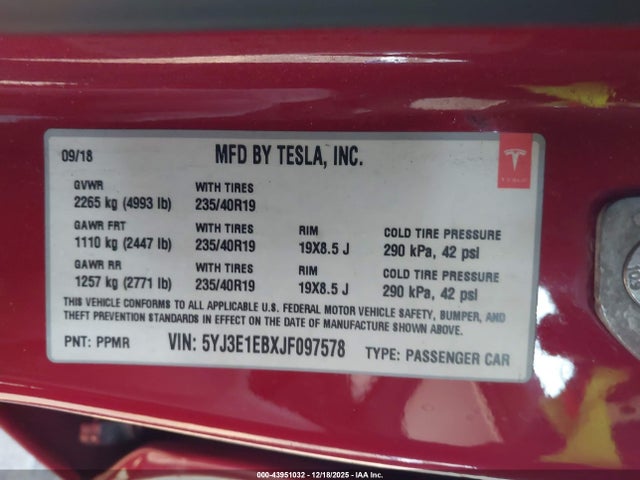 09/18 MFD BY TESLA, INC.
TESLA
GVWR WITH TIRES
2265 kg (4993 lb) 235/40R19
GAWR FRT WITH TIRES RIM COLD TIRE PRESSURE
1110 kg (2447 lb) 235/40R19 19X8.5 J 290 kPa, 42 psi
GAWR RR WITH TIRES RIM COLD TIRE PRESSURE
1257 kg (2771 lb) 235/40R19 19X8.5 J 290 kPa, 42 psi
THIS VEHICLE CONFORMS TO ALL APPLICABLE U.S. FEDERAL MOTOR VEHICLE SAFETY, BUMPER, AND
THEFT PREVENTION STANDARDS IN EFFECT ON THE DATE OF MANUFACTURE SHOWN ABOVE.
PNT: PPMR VIN: 5YJ3E1EBXJF097578 TYPE: PASSENGER CAR
000-43951032 - 12/18/2025 - IAA Inc.